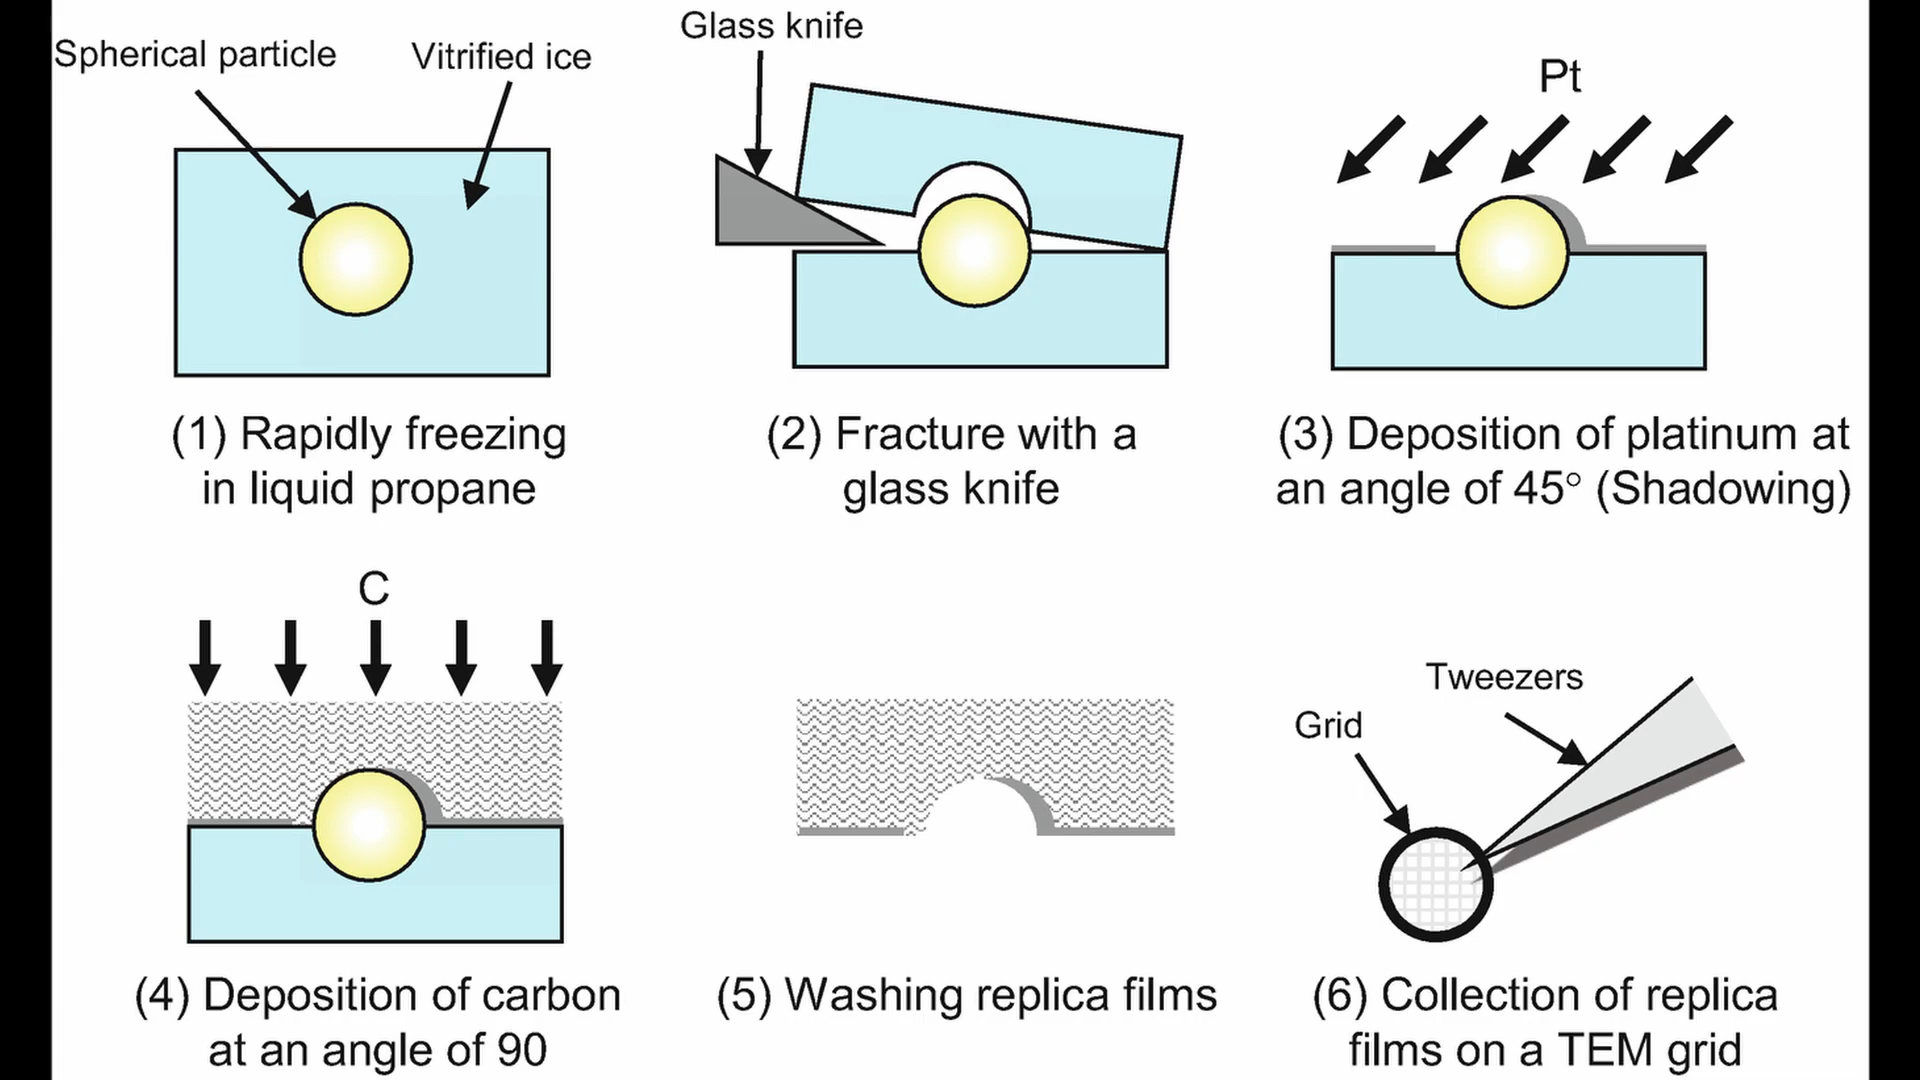 Spherical particle
Vitrified ice
Glass knife
Pt
(1) Rapidly freezing
in liquid propane
(2) Fracture with a
glass knife
(3) Deposition of platinum at
an angle of 45° (Shadowing)
C
Tweezers
Grid
(4) Deposition of carbon
at an angle of 90
(5) Washing replica films
(6) Collection of replica
films on a TEM grid